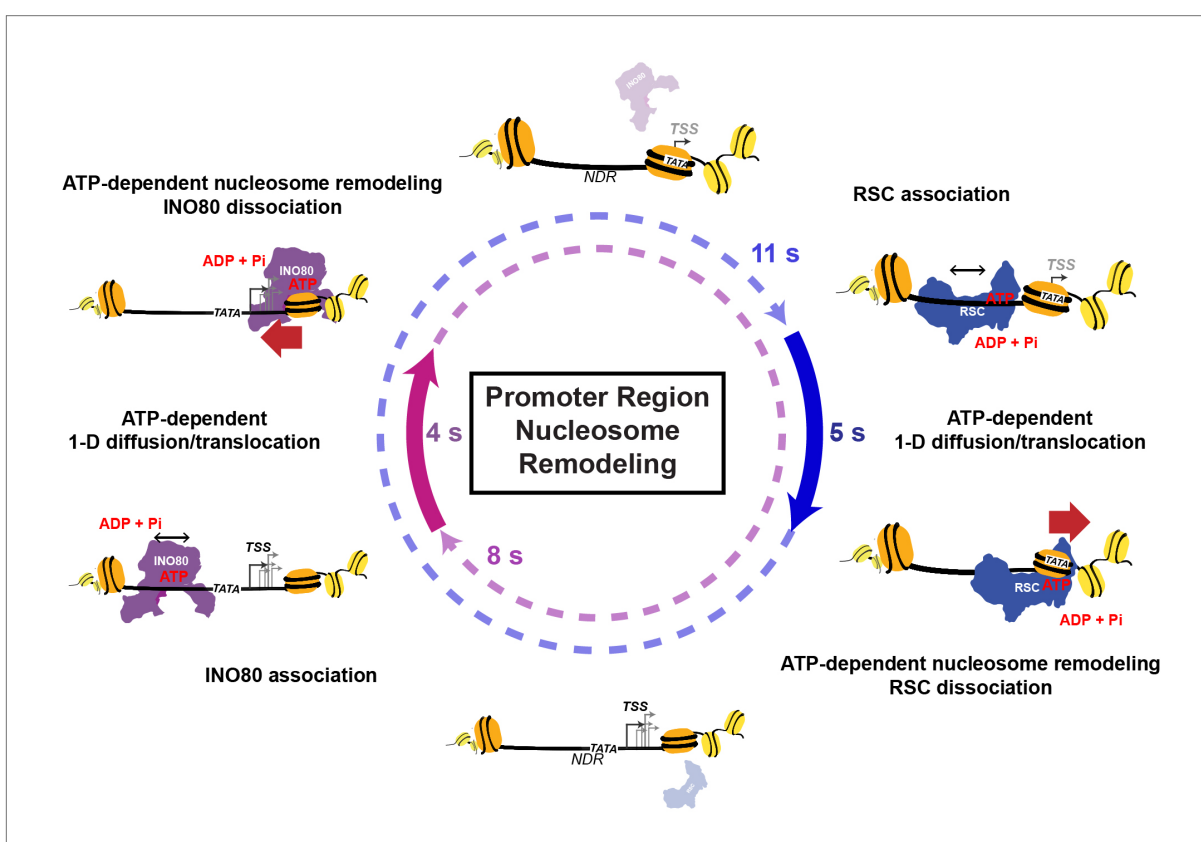 INO80
TSS
TATA
NDR
ATP-dependent nucleosome remodeling
INO80 dissociation
ADP + Pi
INO80
ATP
TATA
RSC association
TSS
TATA
ATP
RSC
ADP + Pi
11 s
Promoter Region
Nucleosome
Remodeling
4 s
5 s
8 s
ATP-dependent
1-D diffusion/translocation
ATP-dependent
1-D diffusion/translocation
ADP + Pi
INO80
ATP
TSS
TATA
INO80 association
TATA
RSC
ATP
ADP + Pi
ATP-dependent nucleosome remodeling
RSC dissociation
TSS
TATA
NDR